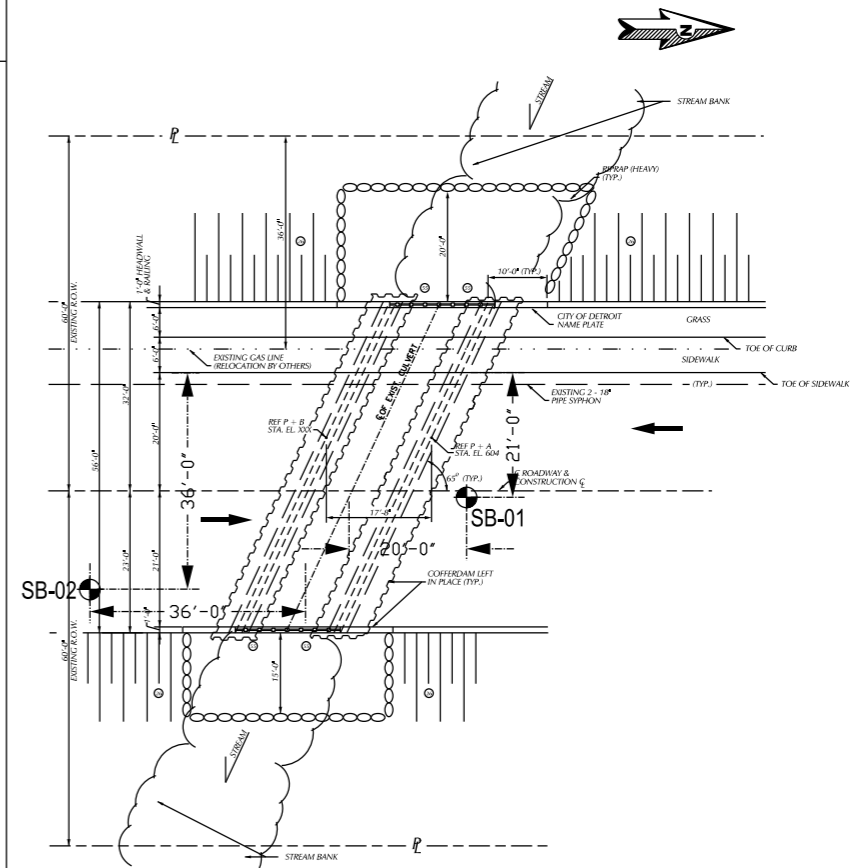 N
STREAM
STREAM BANK
PL
RIPRAP (HEAVY)
(TYP.)
36'-0"
20'-0"
10'-0" (TYP.)
1'-0" HEADWALL
& RAILING
60'-0"
EXISTING R.O.W.
6'-0"
6'-0"
CITY OF DETROIT
NAME PLATE
GRASS
TOE OF CURB
EXISTING GAS LINE
(RELOCATION BY OTHERS)
SIDEWALK
(TYP.)
TOE OF SIDEWALK
EXISTING 2 - 18"
PIPE SYPHON
℄ OF EXIST CULVERT
32'-0"
20'-0"
56'-0"
36'-0"
21'-0"
REF P + B
STA. EL. XXX
REF P + A
STA. EL. 604
65° (TYP.)
℄ ROADWAY &
CONSTRUCTION ℄
SB-01
17'-8"
20'-0"
23'-0"
21'-0"
COFFERDAM LEFT
IN PLACE (TYP.)
SB-02
36'-0"
60'-0"
EXISTING R.O.W.
15'-0"
STREAM
PL
STREAM BANK